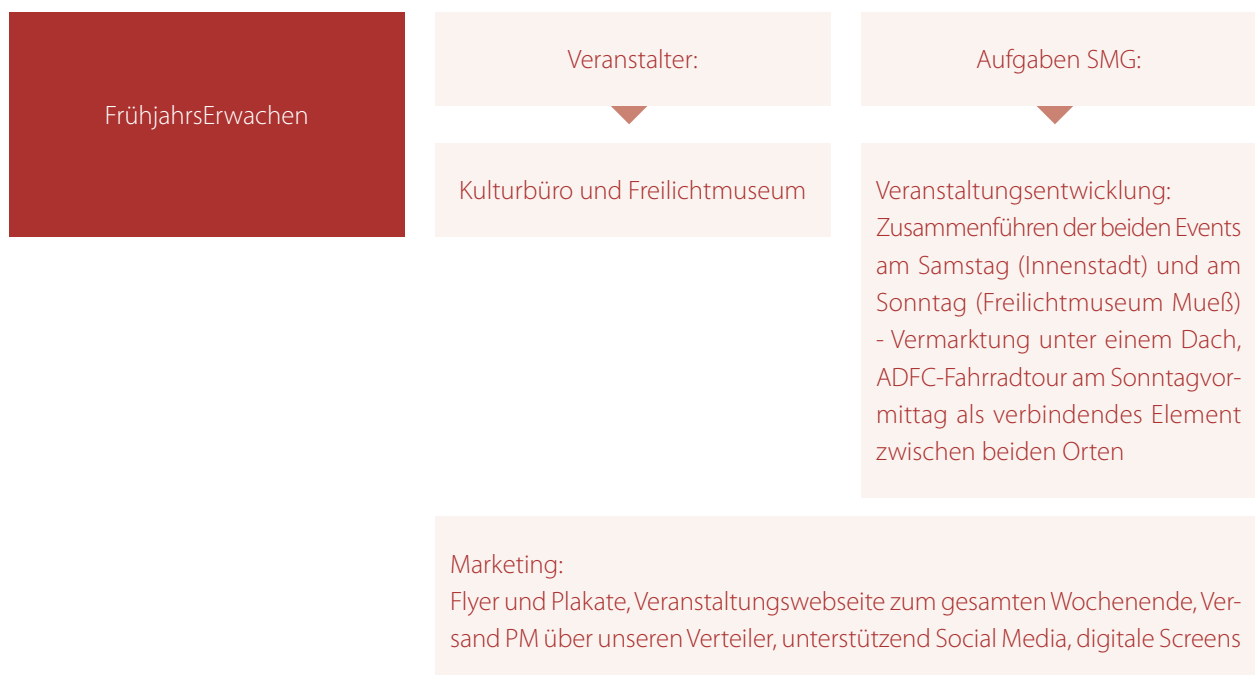 FrühjahrsErwachen
Veranstalter:
Kulturbüro und Freilichtmuseum
Aufgaben SMG:
Veranstaltungsentwicklung:
Zusammenführen der beiden Events
am Samstag (Innenstadt) und am
Sonntag (Freilichtmuseum Mueß)
- Vermarktung unter einem Dach,
ADFC-Fahrradtour am Sonntagvor-
mittag als verbindendes Element
zwischen beiden Orten
Marketing:
Flyer und Plakate, Veranstaltungswebseite zum gesamten Wochenende, Ver-
sand PM über unseren Verteiler, unterstützend Social Media, digitale Screens